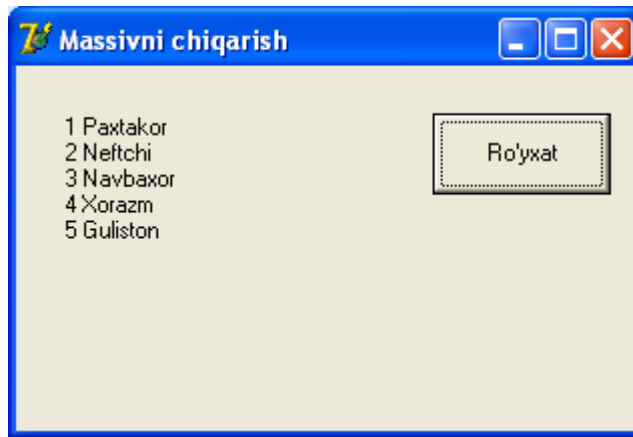 Massivni chiqarish
1 Paxtakor
2 Neftchi
3 Navbaxor
4 Xorazm
5 Guliston
Ro'yxat